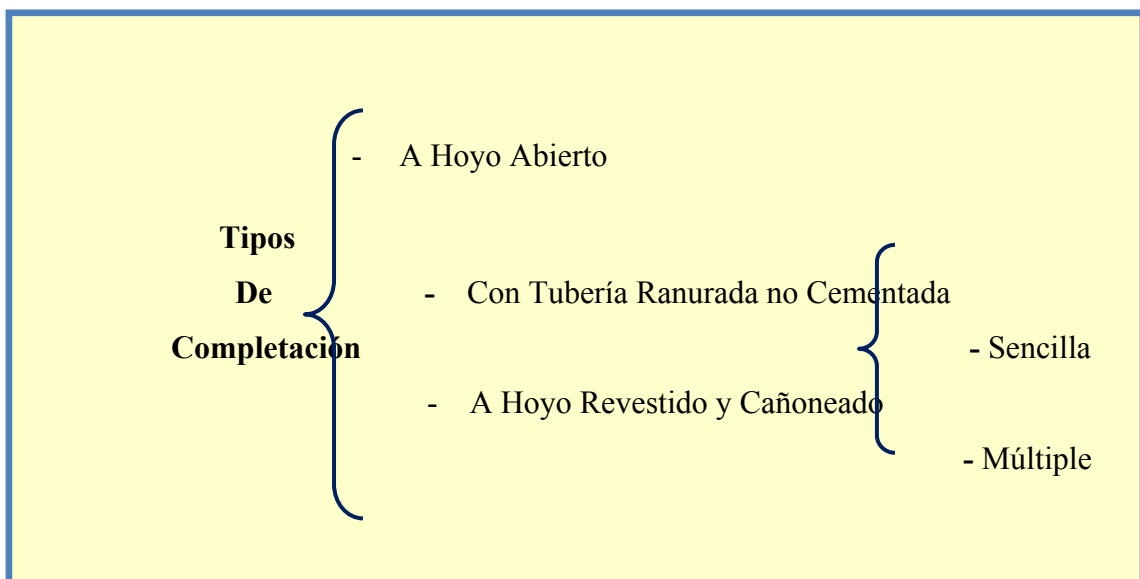 - A Hoyo Abierto
Tipos
De
Completación
- Con Tubería Ranurada no Cementada
- A Hoyo Revestido y Cañoneado
- Sencilla
- Múltiple